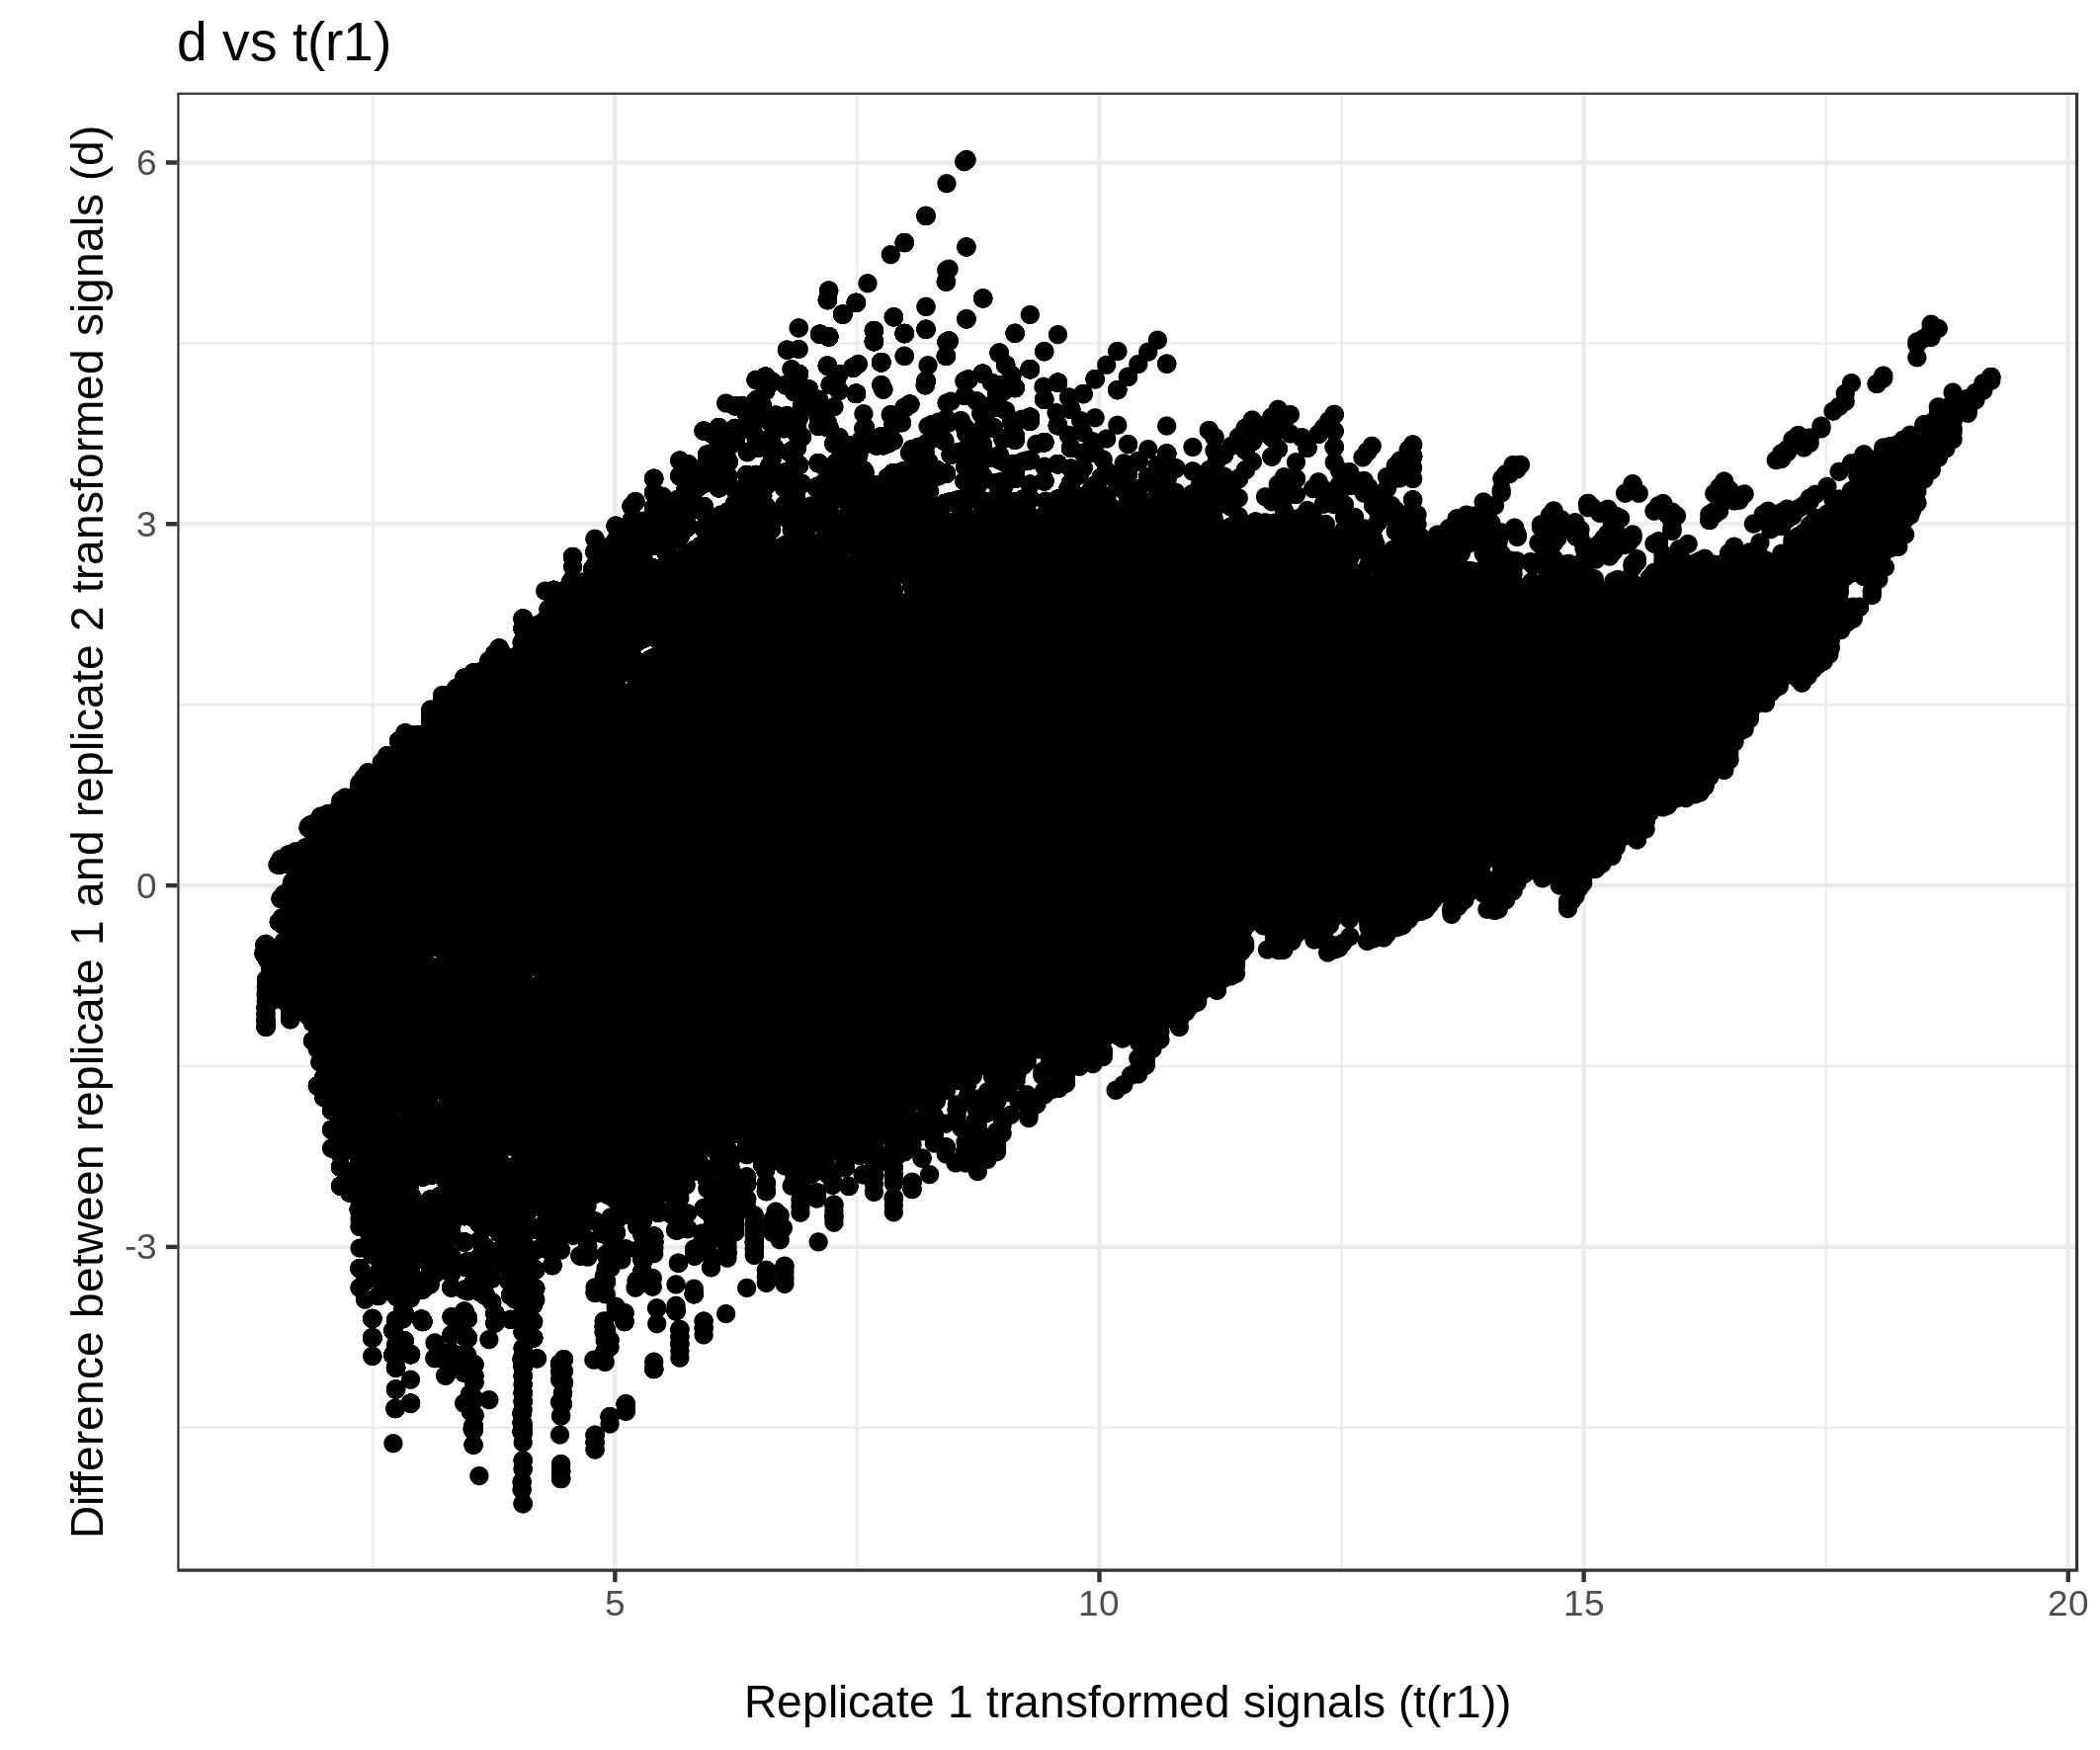 d vs t(r1)
Difference between replicate 1 and replicate 2 transformed signals (d)
6
3
0
-3
5
10
15
20
Replicate 1 transformed signals (t(r1))